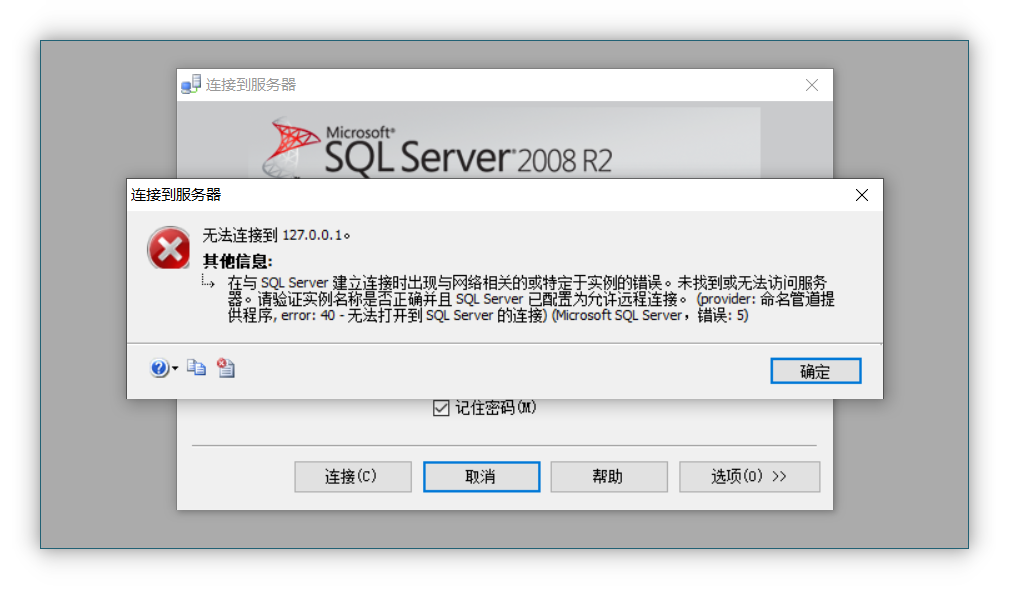 连接到服务器
Microsoft®
SQL Server® 2008 R2
连接到服务器
无法连接到 127.0.0.1。
其他信息:
在与 SQL Server 建立连接时出现与网络相关的或特定于实例的错误。未找到或无法访问服务
器。请验证实例名称是否正确并且 SQL Server 已配置为允许远程连接。 (provider: 命名管道提
供程序, error: 40 - 无法打开到 SQL Server 的连接) (Microsoft SQL Server，错误: 5)
确定
记住密码(M)
连接(C) 取消 帮助 选项(O) >>